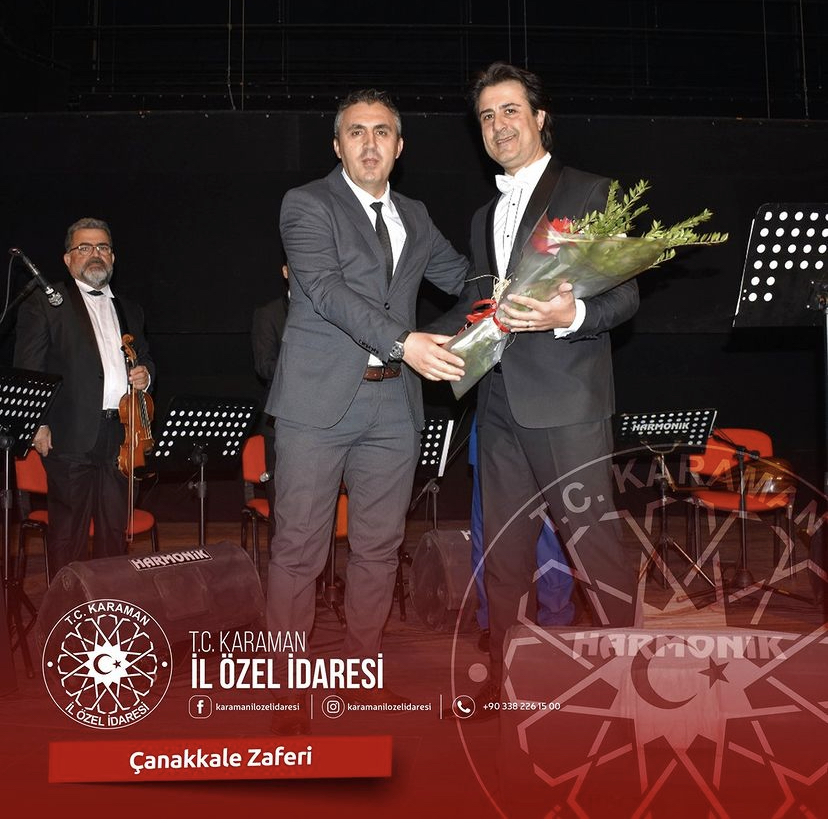 HARMONIK
HARMONIK
T.C. KARAMAN
HARMONIK
T.C. KARAMAN
İL ÖZEL İDARESİ
T.C. KARAMAN
İL ÖZEL İDARESİ
karamanilozelidaresi
karamanilozelidaresi
+90 338 226 15 00
Çanakkale Zaferi